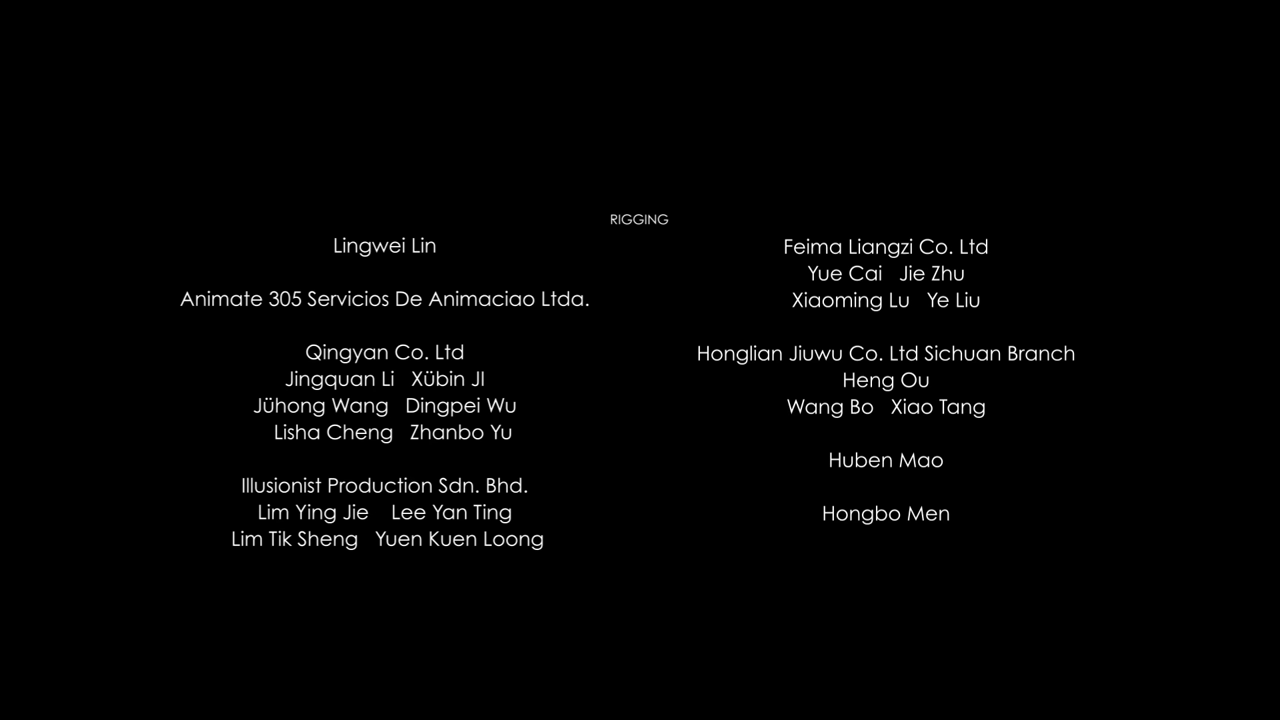 RIGGING
Lingwei Lin
Animate 305 Servicios De Animaciao Ltda.
Qingyan Co. Ltd
Jingquan Li Xübin JI
Jühong Wang Dingpei Wu
Lisha Cheng Zhanbo Yu
Illusionist Production Sdn. Bhd.
Lim Ying Jie Lee Yan Ting
Lim Tik Sheng Yuen Kuen Loong
Feima Liangzi Co. Ltd
Yue Cai Jie Zhu
Xiaoming Lu Ye Liu
Honglian Jiuwu Co. Ltd Sichuan Branch
Heng Ou
Wang Bo Xiao Tang
Huben Mao
Hongbo Men